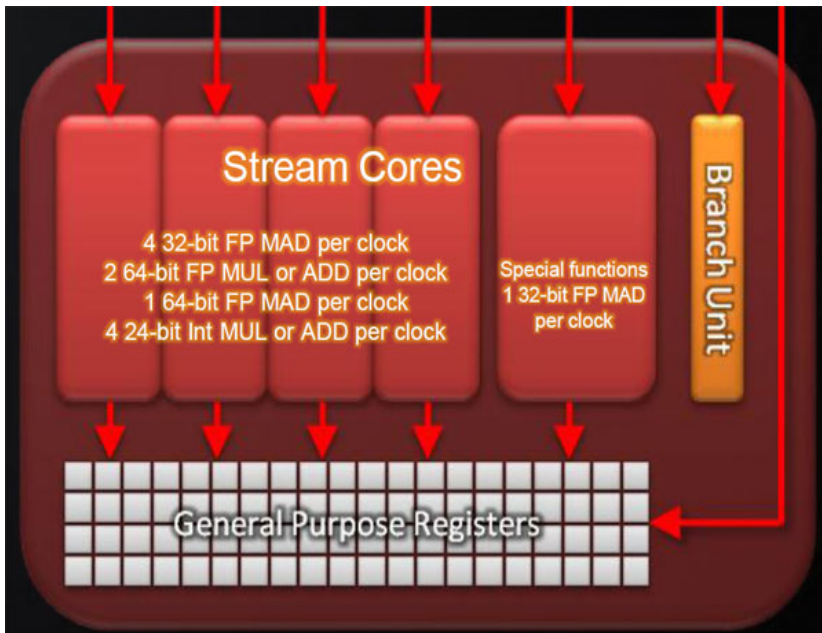 Stream Cores
4 32-bit FP MAD per clock
2 64-bit FP MUL or ADD per clock
1 64-bit FP MAD per clock
4 24-bit Int MUL or ADD per clock
Special functions
1 32-bit FP MAD
per clock
Branch Unit
General Purpose Registers